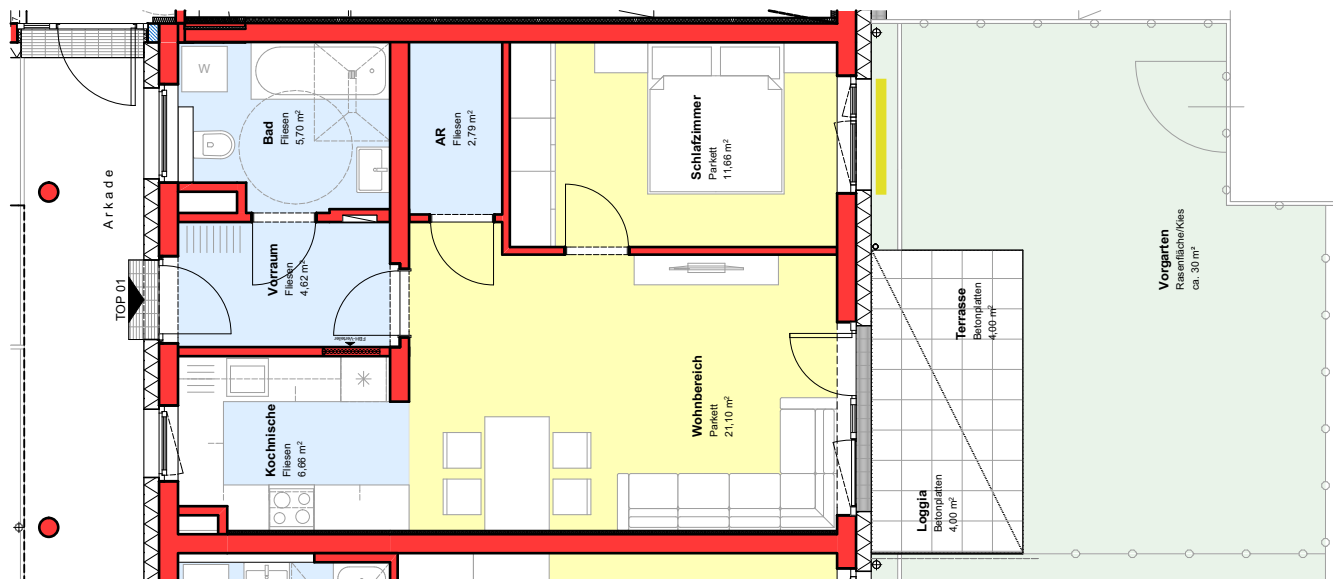 W
Bad
Fliesen
5,70 m²
AR
Fliesen
2,79 m²
Schlafzimmer
Parkett
11,66 m²
Arkade
TOP 01
Vorraum
Fliesen
4,62 m²
Kochnische
Fliesen
6,66 m²
Wohnbereich
Parkett
21,10 m²
Terrasse
Betonplatten
4,00 m²
Loggia
Betonplatten
4,00 m²
Vorgarten
Rasenfläche/Kies
ca. 30 m²